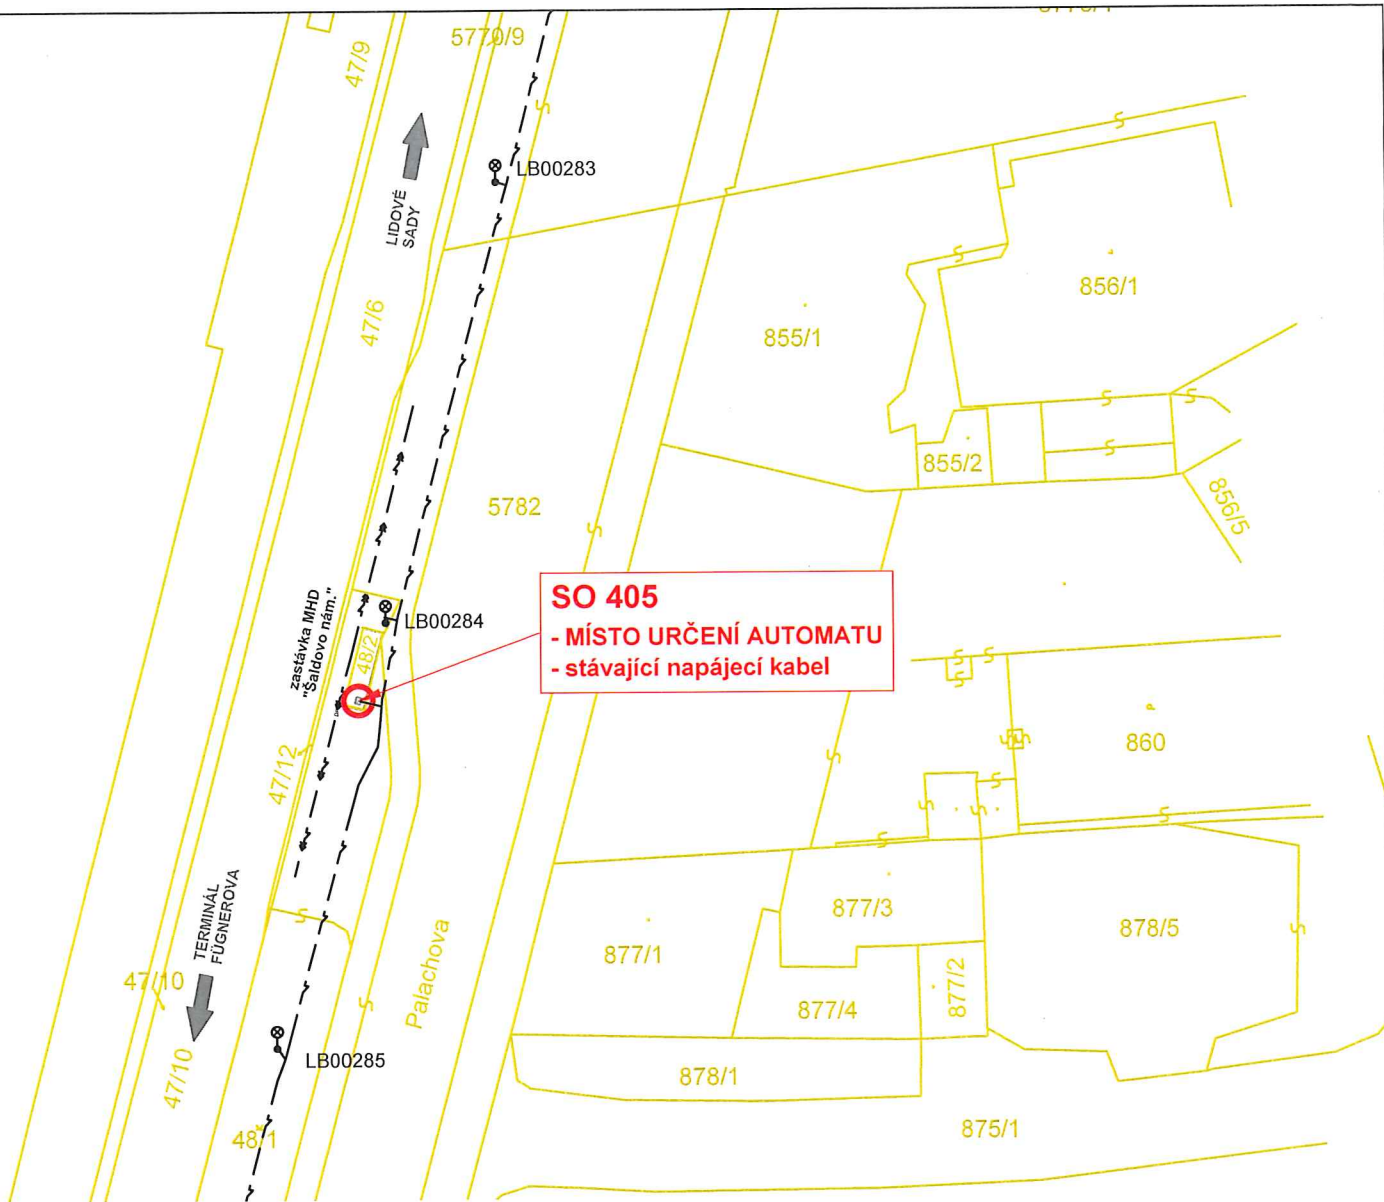 47/9
5770/9
LB00283
LIDOVÉ
SADY
47/6
855/1
856/1
855/2
856/5
5782
zastávka MHD
"Šaldovo nám."
LB00284
48/2
SO 405
- MÍSTO URČENÍ AUTOMATU
- stávající napájecí kabel
47/12
860
877/3
878/5
877/1
877/2
877/4
TERMINÁL
FÜGNEROVA
47/10
Palachova
47/10
LB00285
878/1
48/1
875/1